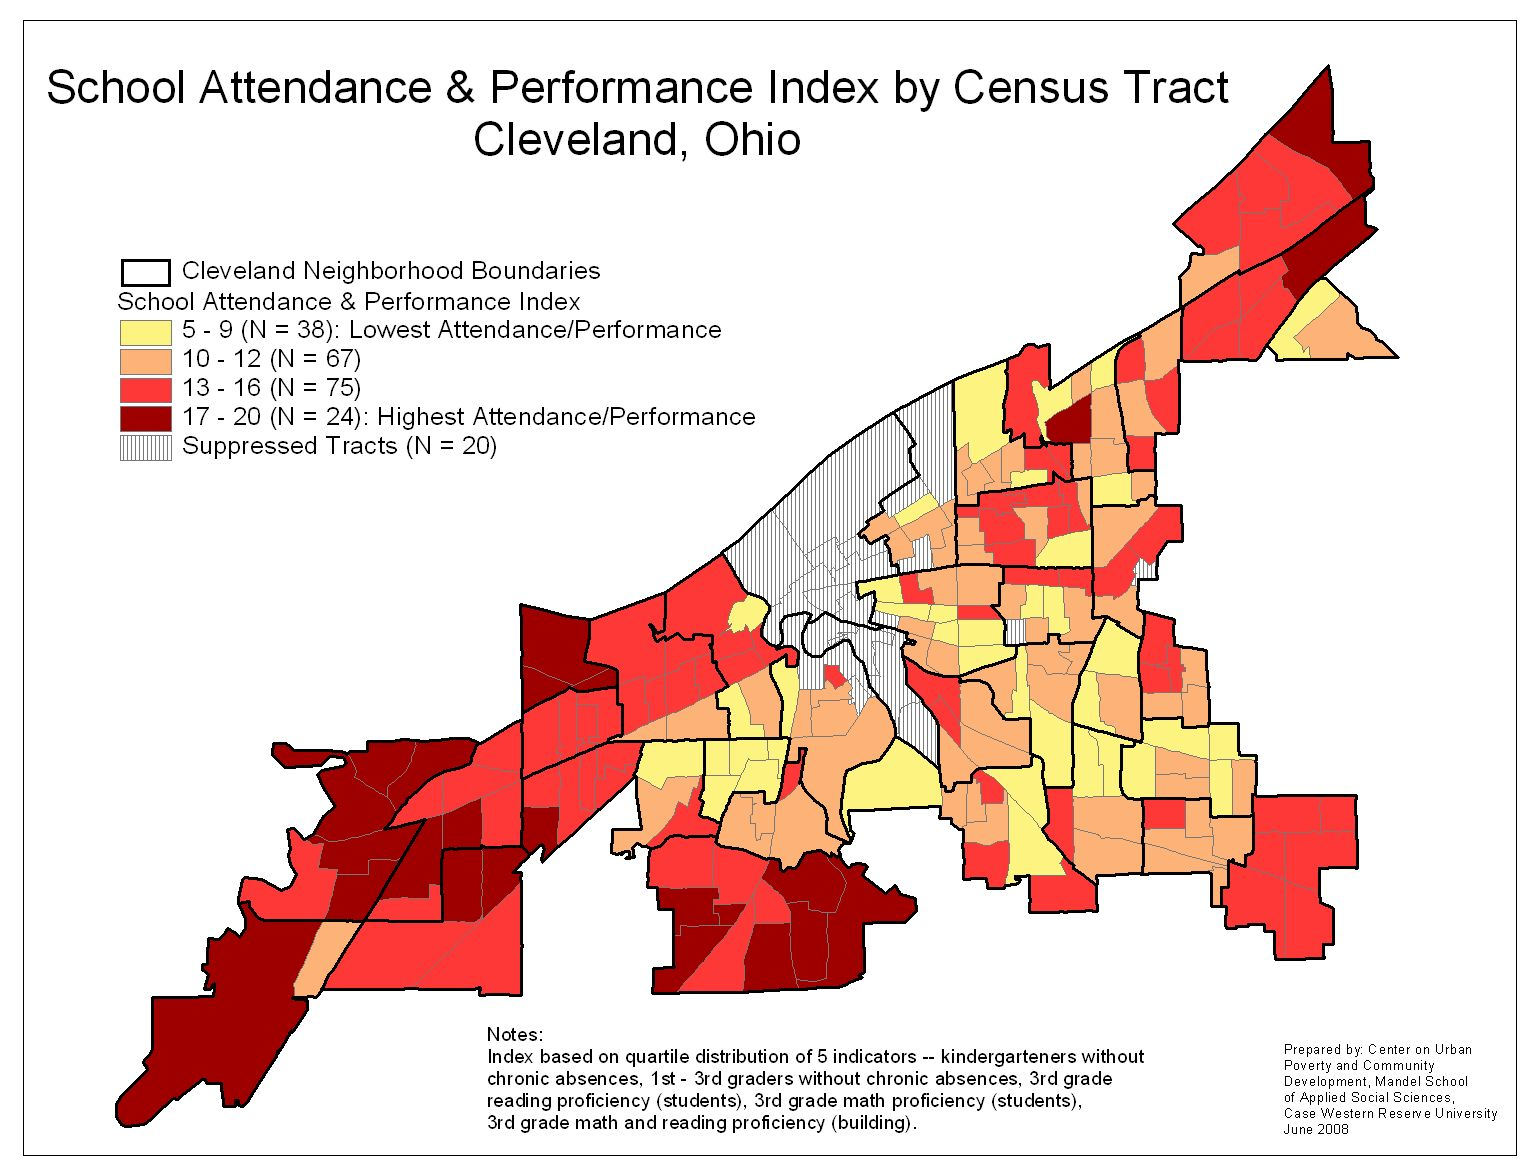 School Attendance & Performance Index by Census Tract
Cleveland, Ohio
Cleveland Neighborhood Boundaries
School Attendance & Performance Index
5 - 9 (N = 38): Lowest Attendance/Performance
10 - 12 (N = 67)
13 - 16 (N = 75)
17 - 20 (N = 24): Highest Attendance/Performance
Suppressed Tracts (N = 20)
Notes:
Index based on quartile distribution of 5 indicators -- kindergarteners without
chronic absences, 1st - 3rd graders without chronic absences, 3rd grade
reading proficiency (students), 3rd grade math proficiency (students),
3rd grade math and reading proficiency (building).
Prepared by: Center on Urban
Poverty and Community
Development, Mandel School
of Applied Social Sciences,
Case Western Reserve University
June 2008